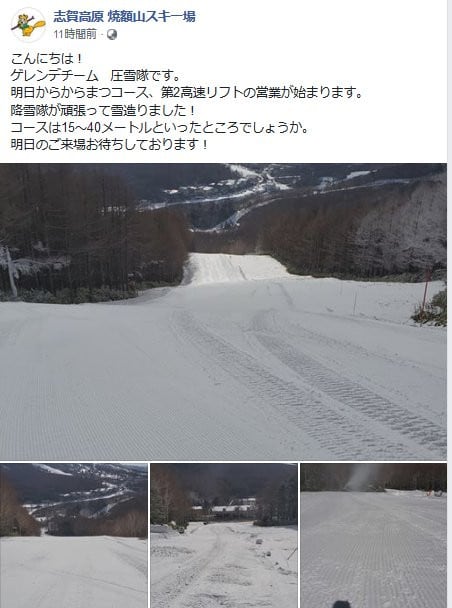 志賀高原 焼額山スキー場
11時間前・
こんにちは！
ゲレンデチーム　圧雪隊です。
明日からからまつコース、第2高速リフトの営業が始まります。
降雪隊が頑張って雪造りました！
コースは15～40メートルといったところでしょうか。
明日のご来場お待ちしております！